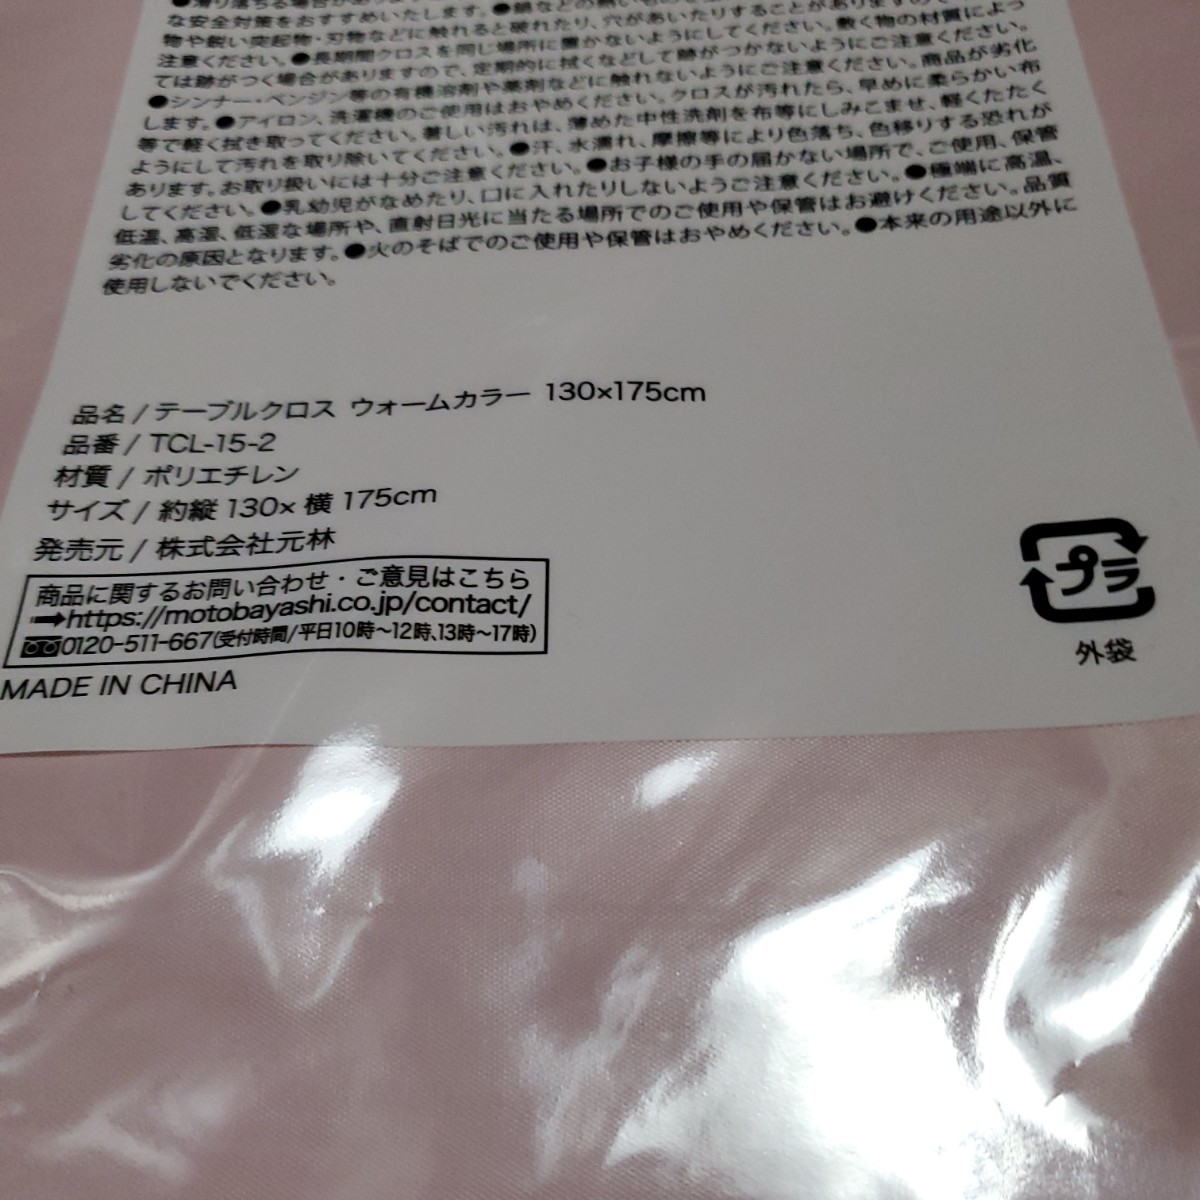 な安全対策をおすすめいたします。●鍋などの熱いものを
物や鋭い突起物・刃物などに触れると破れたり、穴があいたりすることがありますので
注意ください。●長期間クロスを同じ場所に置かないようにしてください。敷く物の材質によっ
ては跡がつく場合がありますので、定期的に拭くなどして跡がつかないようにご注意ください。
●シンナー・ベンジン等の有機溶剤や薬剤などに触れないようにご注意ください。商品が劣化
します。●アイロン、洗濯機のご使用はおやめください。クロスが汚れたら、早めに柔らかい布
等で軽く拭き取ってください。著しい汚れは、薄めた中性洗剤を布等にしみこませ、軽くたたく
ようにして汚れを取り除いてください。●汗、水濡れ、摩擦等により色落ち、色移りする恐れが
あります。お取り扱いには十分ご注意ください。●お子様の手の届かない場所で、ご使用、保管
してください。●乳幼児がなめたり、口に入れたりしないようご注意ください。●極端に高温、
低温、高湿、低湿な場所や、直射日光に当たる場所でのご使用や保管はお避けください。品質
劣化の原因となります。●火のそばでのご使用や保管はおやめください。●本来の用途以外に
使用しないでください。
品名 / テーブルクロス ウォームカラー 130×175cm
品番 / TCL-15-2
材質 / ポリエチレン
サイズ / 約縦 130× 横 175cm
発売元 / 株式会社元林
商品に関するお問い合わせ・ご意見はこちら
➡https://motobayashi.co.jp/contact/
0120-511-667(受付時間/平日10時～12時、13時～17時)
MADE IN CHINA
プラ
外袋